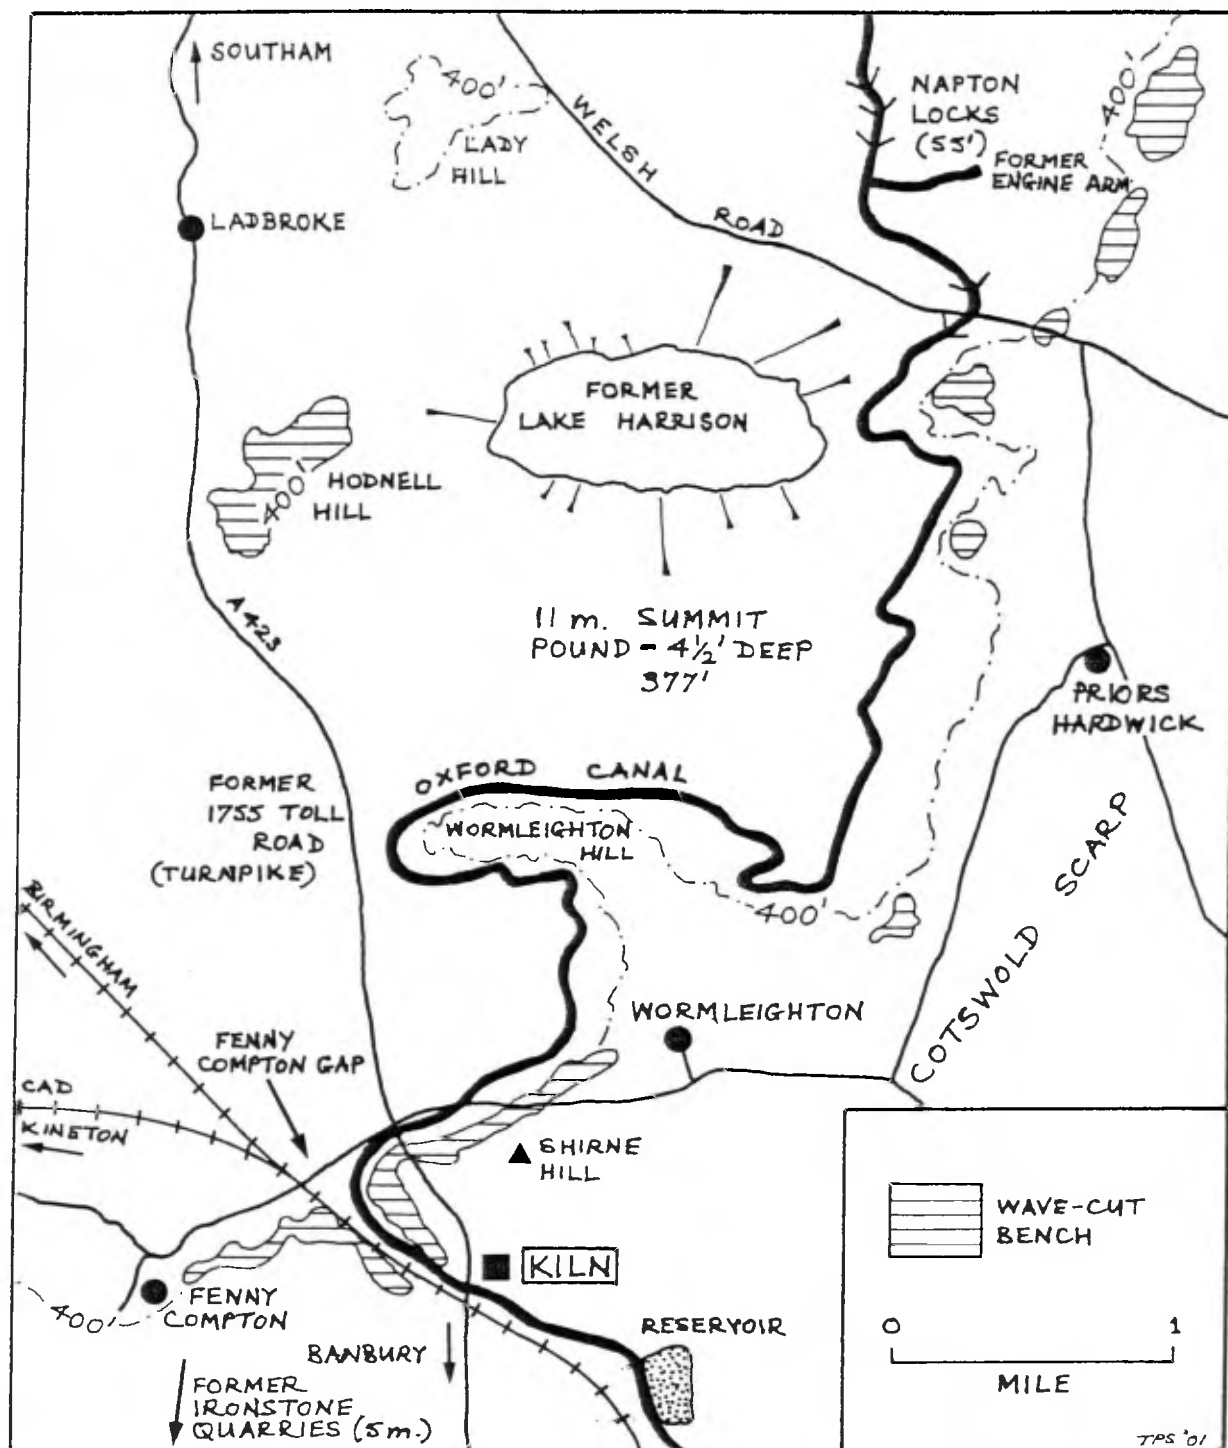 SOUTHAM
400'
LADY
HILL
WELSH
ROAD
NAPTON
LOCKS
(55')
FORMER
ENGINE ARM
400'
LADBROKE
FORMER
LAKE HARRISON
400'
HODNELL
HILL
A423
11 m. SUMMIT
POUND - 4½' DEEP
377'
PRIORS
HARDWICK
FORMER
1755 TOLL
ROAD
(TURNPIKE)
OXFORD CANAL
WORMLEIGHTON
HILL
400'
COTSWOLD SCARP
BIRMINGHAM
WORMLEIGHTON
FENNY
COMPTON GAP
CAD
KINETON
SHIRNE
HILL
WAVE-CUT
BENCH
KILN
FENNY
COMPTON
400'
RESERVOIR
BANBURY
0 1
MILE
FORMER
IRONSTONE
QUARRIES (5m.)
TPS '01